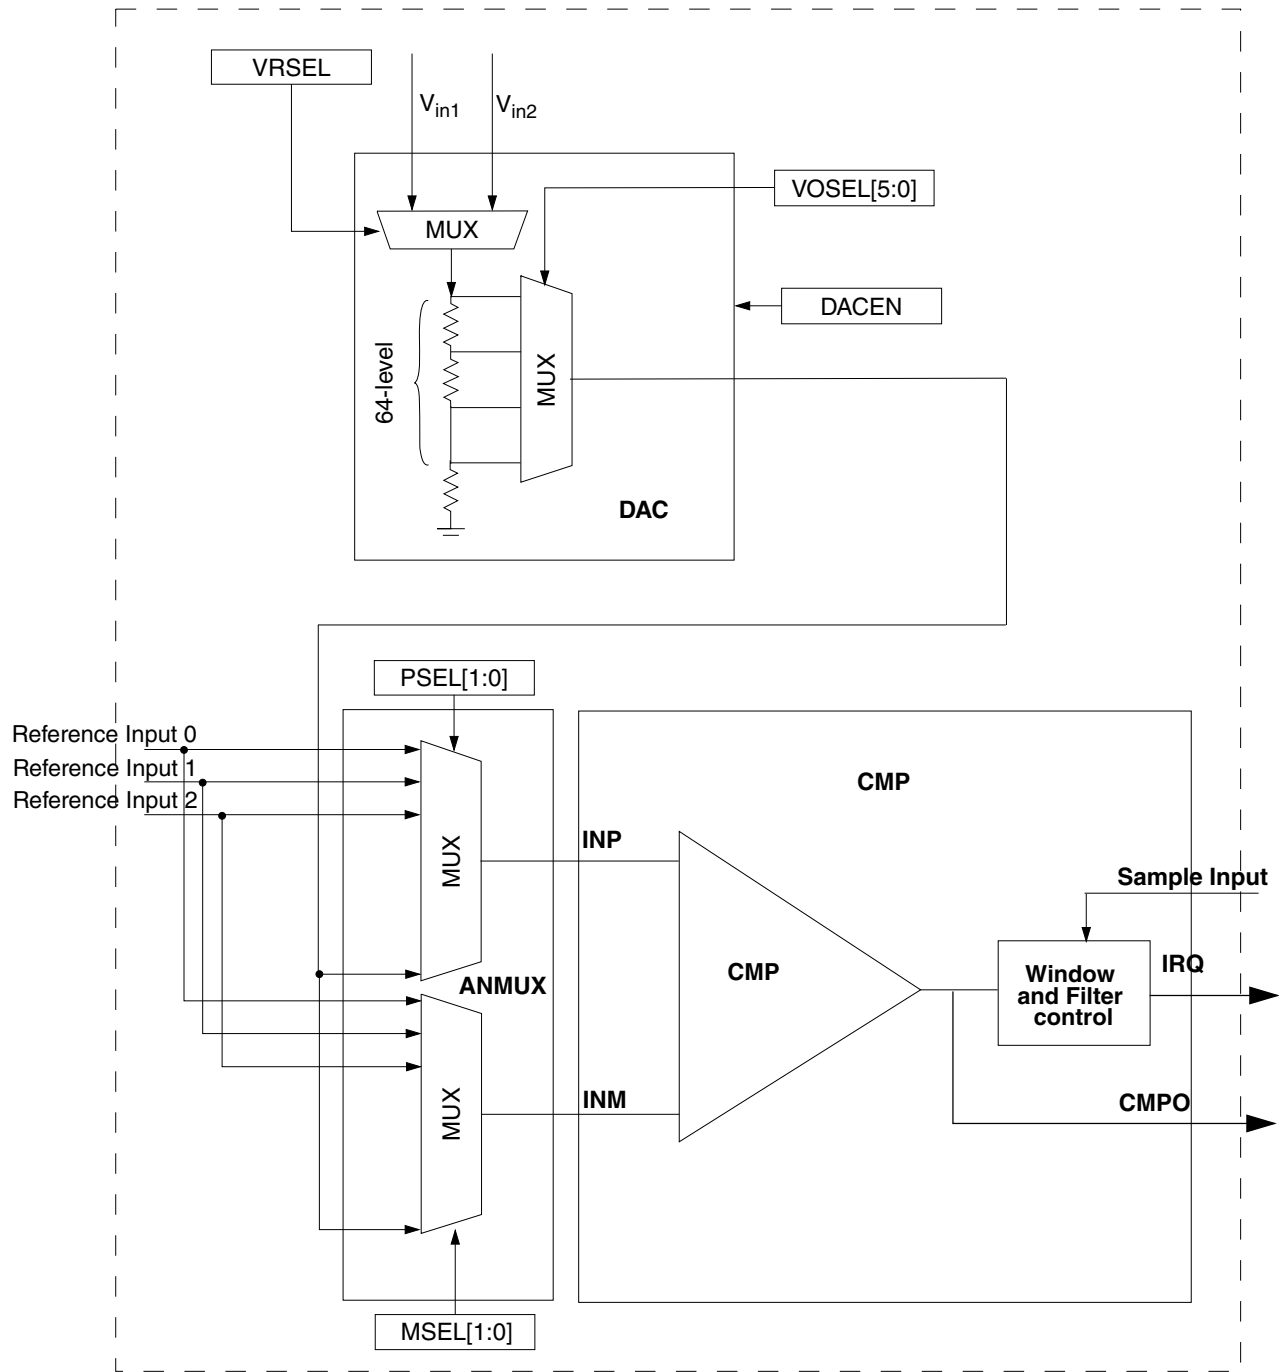 VRSEL
Vin1
Vin2
VOSEL[5:0]
MUX
DACEN
64-level
MUX
DAC
PSEL[1:0]
Reference Input 0
Reference Input 1
Reference Input 2
CMP
MUX
INP
Sample Input
CMP
IRQ
Window
and Filter
control
ANMUX
MUX
INM
CMPO
MSEL[1:0]